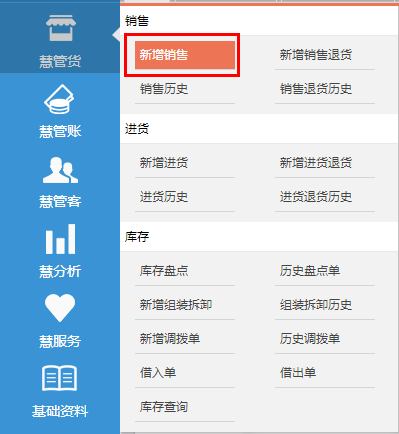 慧管货
慧管账
慧管客
慧分析
慧服务
基础资料
销售
新增销售 新增销售退货
销售历史 销售退货历史
进货
新增进货 新增进货退货
进货历史 进货退货历史
库存
库存盘点 历史盘点单
新增组装拆卸 组装拆卸历史
新增调拨单 历史调拨单
借入单 借出单
库存查询